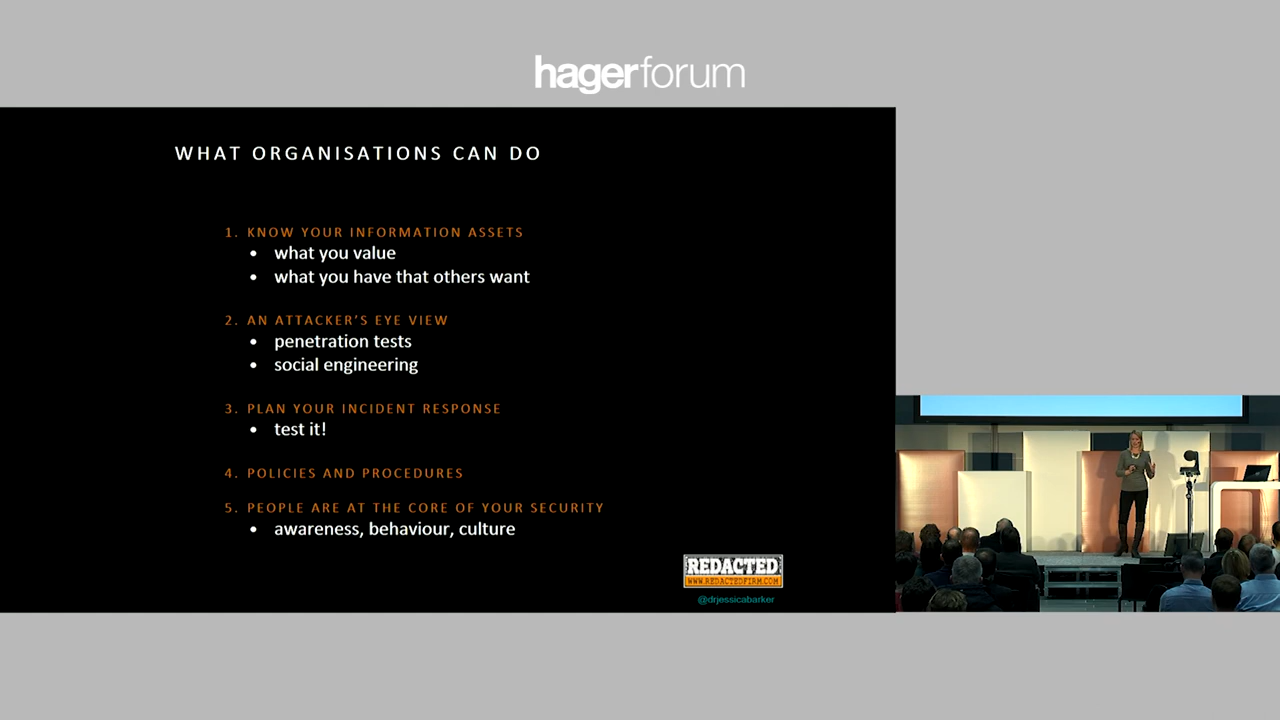 hagerforum
WHAT ORGANISATIONS CAN DO
1. KNOW YOUR INFORMATION ASSETS
• what you value
• what you have that others want
2. AN ATTACKER'S EYE VIEW
• penetration tests
• social engineering
3. PLAN YOUR INCIDENT RESPONSE
• test it!
4. POLICIES AND PROCEDURES
5. PEOPLE ARE AT THE CORE OF YOUR SECURITY
• awareness, behaviour, culture
REDACTED
WWW.REDACTEDFIRM.COM
@drjessicabarker